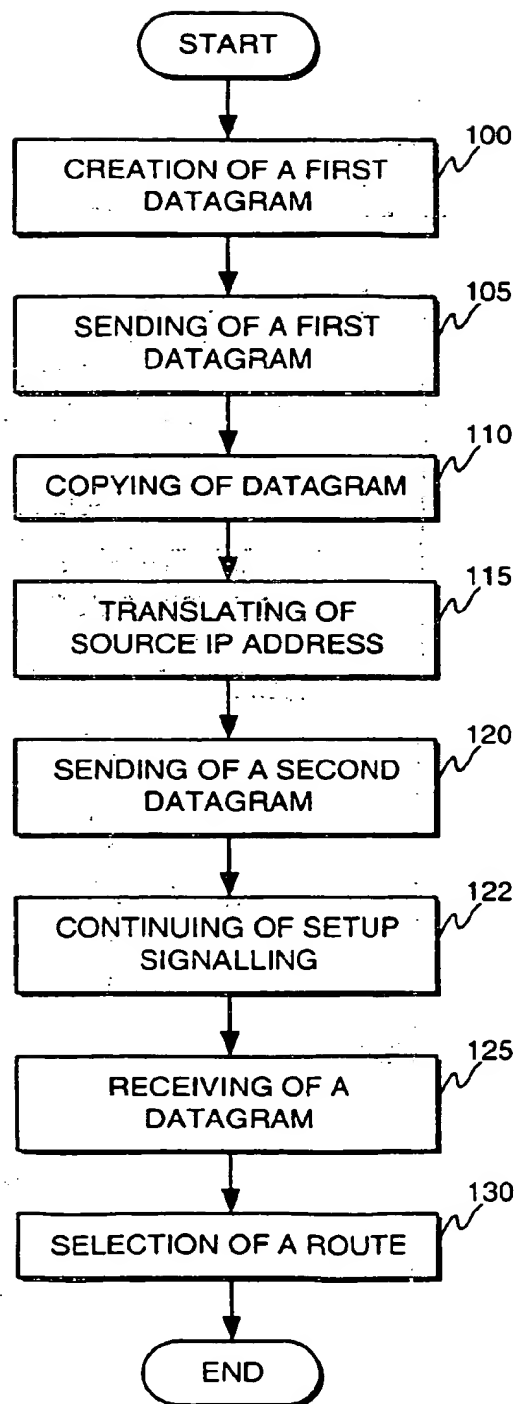 START
100
CREATION OF A FIRST
DATAGRAM
105
SENDING OF A FIRST
DATAGRAM
110
COPYING OF DATAGRAM
115
TRANSLATING OF
SOURCE IP ADDRESS
120
SENDING OF A SECOND
DATAGRAM
122
CONTINUING OF SETUP
SIGNALLING
125
RECEIVING OF A
DATAGRAM
130
SELECTION OF A ROUTE
END